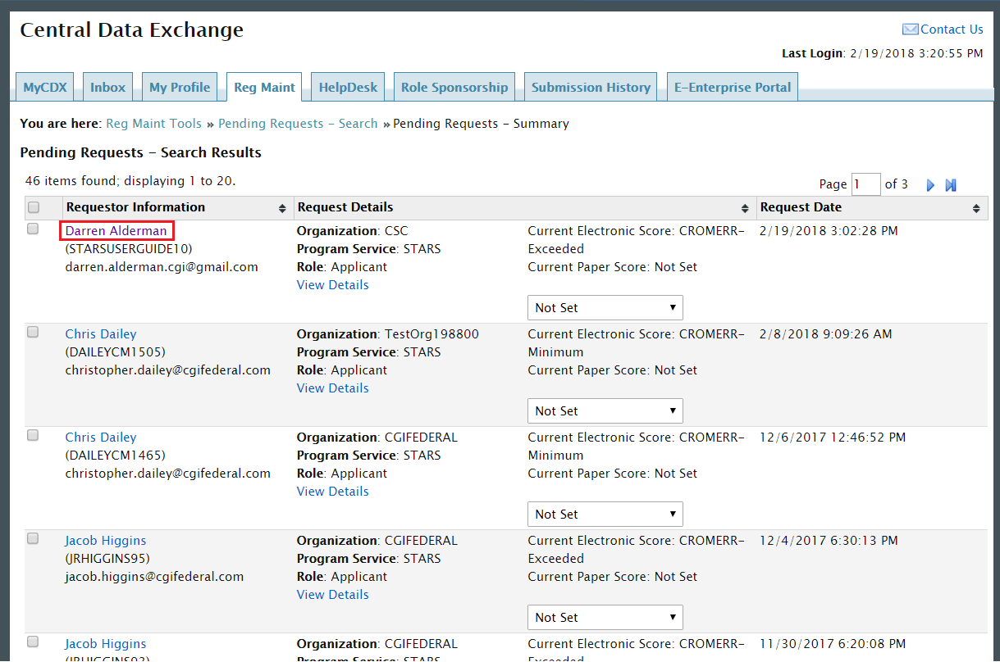 Central Data Exchange
Contact Us
Last Login: 2/19/2018 3:20:55 PM
MyCDX Inbox My Profile Reg Maint HelpDesk Role Sponsorship Submission History E-Enterprise Portal
You are here: Reg Maint Tools » Pending Requests – Search » Pending Requests – Summary
Pending Requests – Search Results
46 items found; displaying 1 to 20.
Page 1 of 3
Requestor Information Request Details Request Date
Darren Alderman
(STARSUSERGUIDE10)
darren.alderman.cgi@gmail.com
Organization: CSC
Program Service: STARS
Role: Applicant
View Details
Current Electronic Score: CROMERR-
Exceeded
Current Paper Score: Not Set
Not Set
2/19/2018 3:02:28 PM
Chris Dailey
(DAILEYCM1505)
christopher.dailey@cgifederal.com
Organization: TestOrg198800
Program Service: STARS
Role: Applicant
View Details
Current Electronic Score: CROMERR-
Minimum
Current Paper Score: Not Set
Not Set
2/8/2018 9:09:26 AM
Chris Dailey
(DAILEYCM1465)
christopher.dailey@cgifederal.com
Organization: CGIFEDERAL
Program Service: STARS
Role: Applicant
View Details
Current Electronic Score: CROMERR-
Minimum
Current Paper Score: Not Set
Not Set
12/6/2017 12:46:52 PM
Jacob Higgins
(JRHIGGINS95)
jacob.higgins@cgifederal.com
Organization: CGIFEDERAL
Program Service: STARS
Role: Applicant
View Details
Current Electronic Score: CROMERR-
Exceeded
Current Paper Score: Not Set
Not Set
12/4/2017 6:30:13 PM
Jacob Higgins
(JRHIGGINS93)
Organization: CGIFEDERAL
Program Service: STARS
Current Electronic Score: CROMERR-
Exceeded
11/30/2017 6:20:08 PM